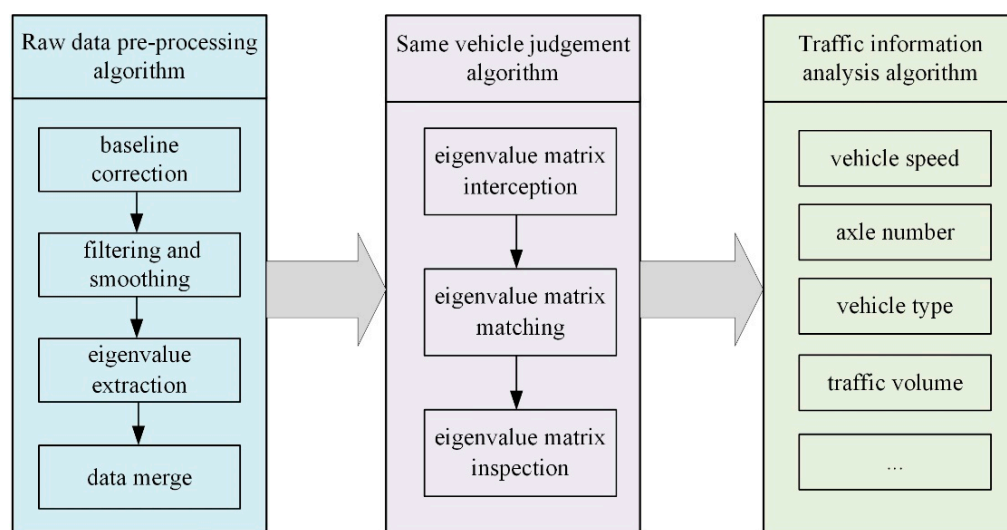 Raw data pre-processing
algorithm
baseline
correction
filtering and
smoothing
eigenvalue
extraction
data merge
Same vehicle judgement
algorithm
eigenvalue matrix
interception
eigenvalue matrix
matching
eigenvalue matrix
inspection
Traffic information
analysis algorithm
vehicle speed
axle number
vehicle type
traffic volume
...